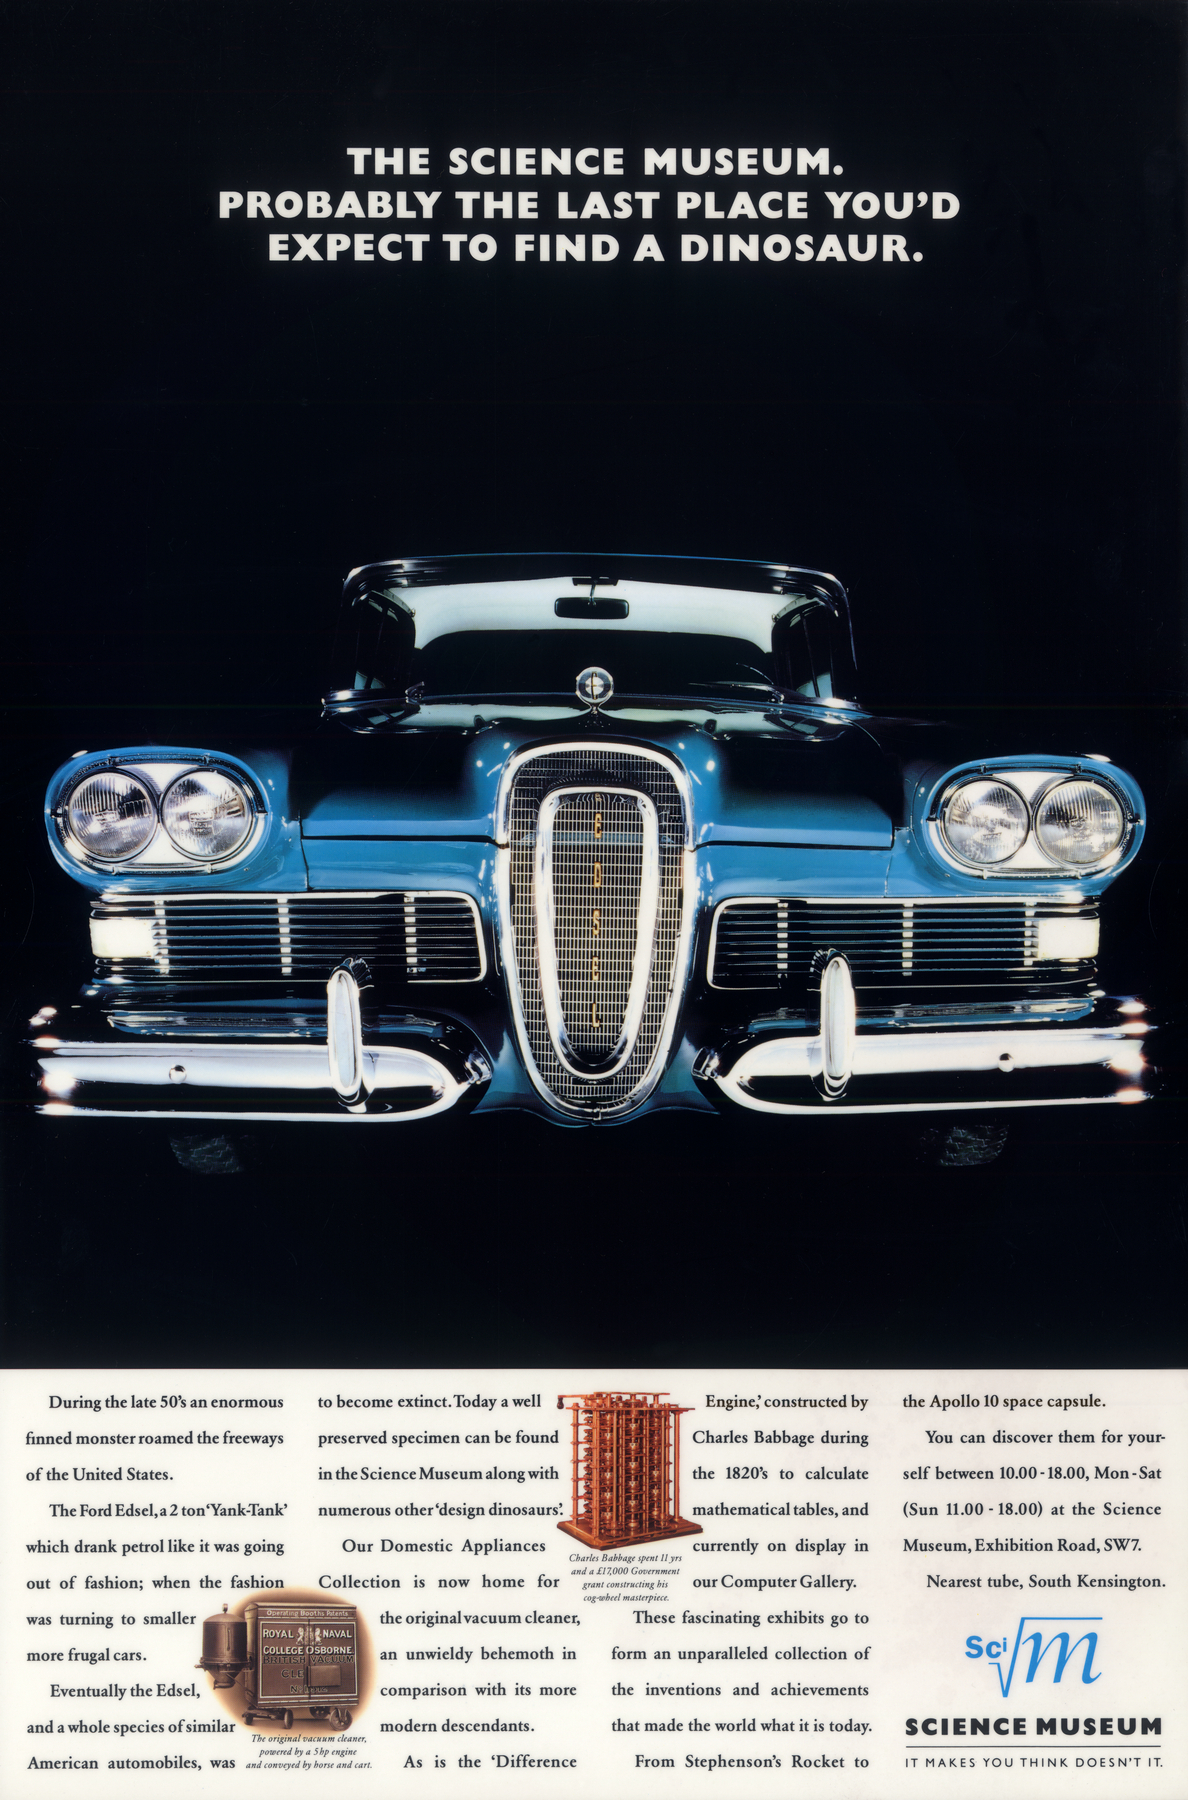 THE SCIENCE MUSEUM.
PROBABLY THE LAST PLACE YOU'D
EXPECT TO FIND A DINOSAUR.
E
D
S
E
L
During the late 50's an enormous
finned monster roamed the freeways
of the United States.
The Ford Edsel, a 2 ton 'Yank-Tank'
which drank petrol like it was going
out of fashion; when the fashion
was turning to smaller
more frugal cars.
Eventually the Edsel,
and a whole species of similar
American automobiles, was
Operating Booths Patents
ROYAL NAVAL
COLLEGE OSBORNE
BRITISH VACUUM
CLE
The original vacuum cleaner,
powered by a 5hp engine
and conveyed by horse and cart.
to become extinct. Today a well
preserved specimen can be found
in the Science Museum along with
numerous other 'design dinosaurs'.
Our Domestic Appliances
Collection is now home for
the original vacuum cleaner,
an unwieldy behemoth in
comparison with its more
modern descendants.
As is the 'Difference
Charles Babbage spent 11 yrs
and a £17,000 Government
grant constructing his
cog-wheel masterpiece.
Engine,' constructed by
Charles Babbage during
the 1820's to calculate
mathematical tables, and
currently on display in
our Computer Gallery.
These fascinating exhibits go to
form an unparalleled collection of
the inventions and achievements
that made the world what it is today.
From Stephenson's Rocket to
the Apollo 10 space capsule.
You can discover them for your-
self between 10.00-18.00, Mon-Sat
(Sun 11.00 - 18.00) at the Science
Museum, Exhibition Road, SW7.
Nearest tube, South Kensington.
Sci √m
SCIENCE MUSEUM
IT MAKES YOU THINK DOESN'T IT.